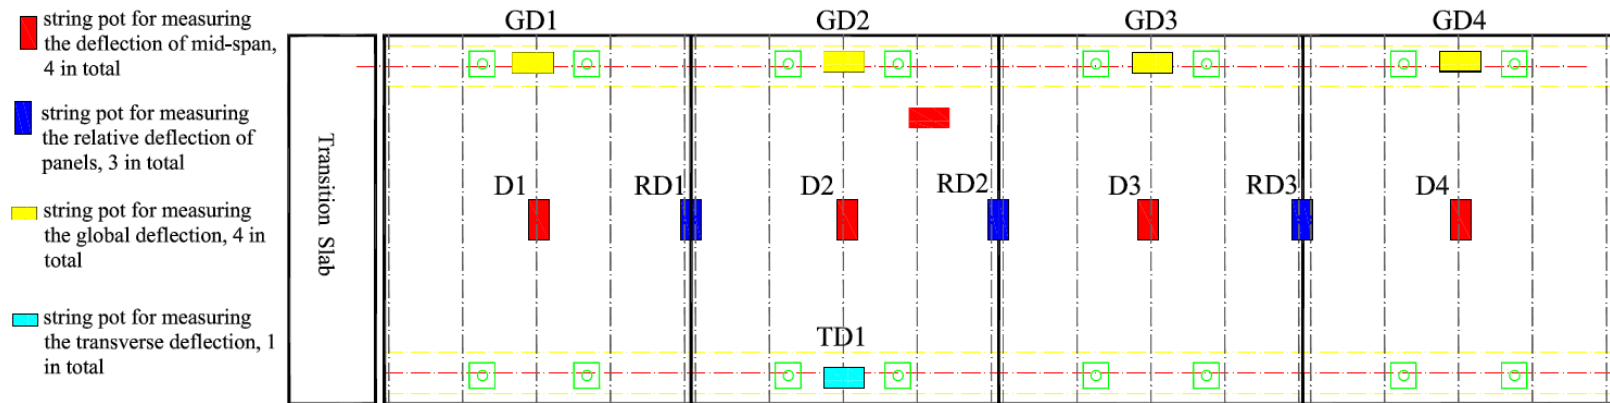 string pot for measuring
the deflection of mid-span,
4 in total
string pot for measuring
the relative deflection of
panels, 3 in total
string pot for measuring
the global deflection, 4 in
total
string pot for measuring
the transverse deflection, 1
in total
Transition Slab
GD1
GD2
GD3
GD4
D1
RD1
D2
RD2
D3
RD3
D4
TD1